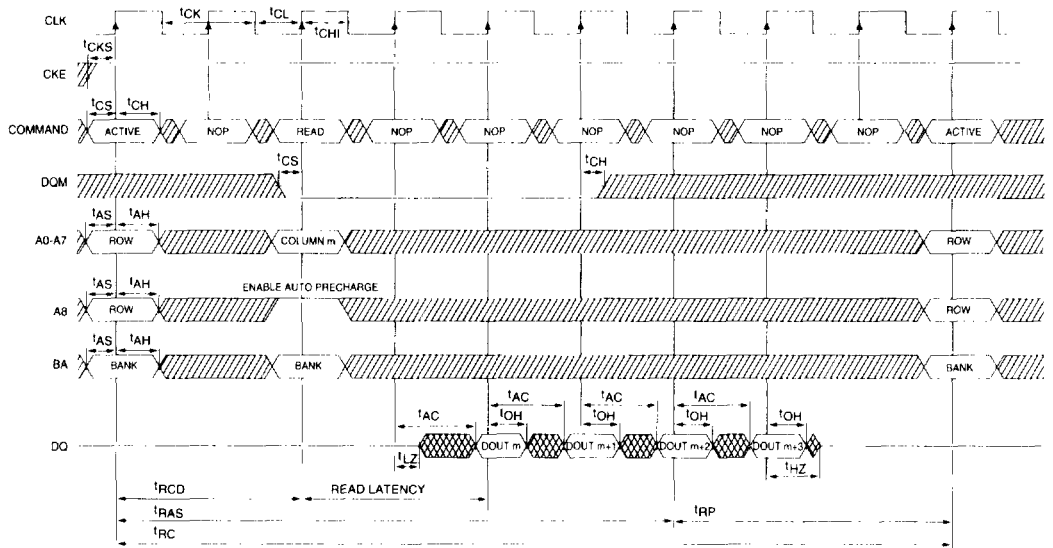 CLK
tCK
tCL
tCHI
tCKS
CKE
tCS
tCH
COMMAND
ACTIVE
NOP
READ
NOP
NOP
NOP
NOP
NOP
NOP
ACTIVE
tCS
tCH
DQM
tAS
tAH
A0-A7
ROW
COLUMN m
ROW
tAS
tAH
ENABLE AUTO PRECHARGE
A8
ROW
ROW
tAS
tAH
BA
BANK
BANK
BANK
tAC
tAC
tAC
tAC
tOH
tOH
tOH
tOH
DQ
DOUT m
DOUT m+1
DOUT m+2
DOUT m+3
tLZ
tHZ
tRCD
READ LATENCY
tRAS
tRP
tRC